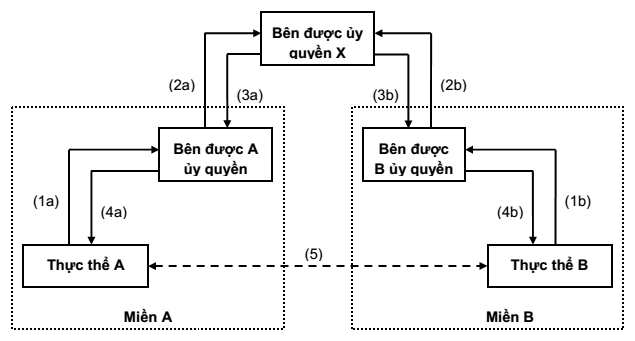 Bên được ủy
quyền X
(2a)
(2b)
(3a)
(3b)
Bên được A
ủy quyền
Bên được
B ủy quyền
(1a)
(4a)
(4b)
(1b)
(5)
Thực thể A
Thực thể B
Miền A
Miền B